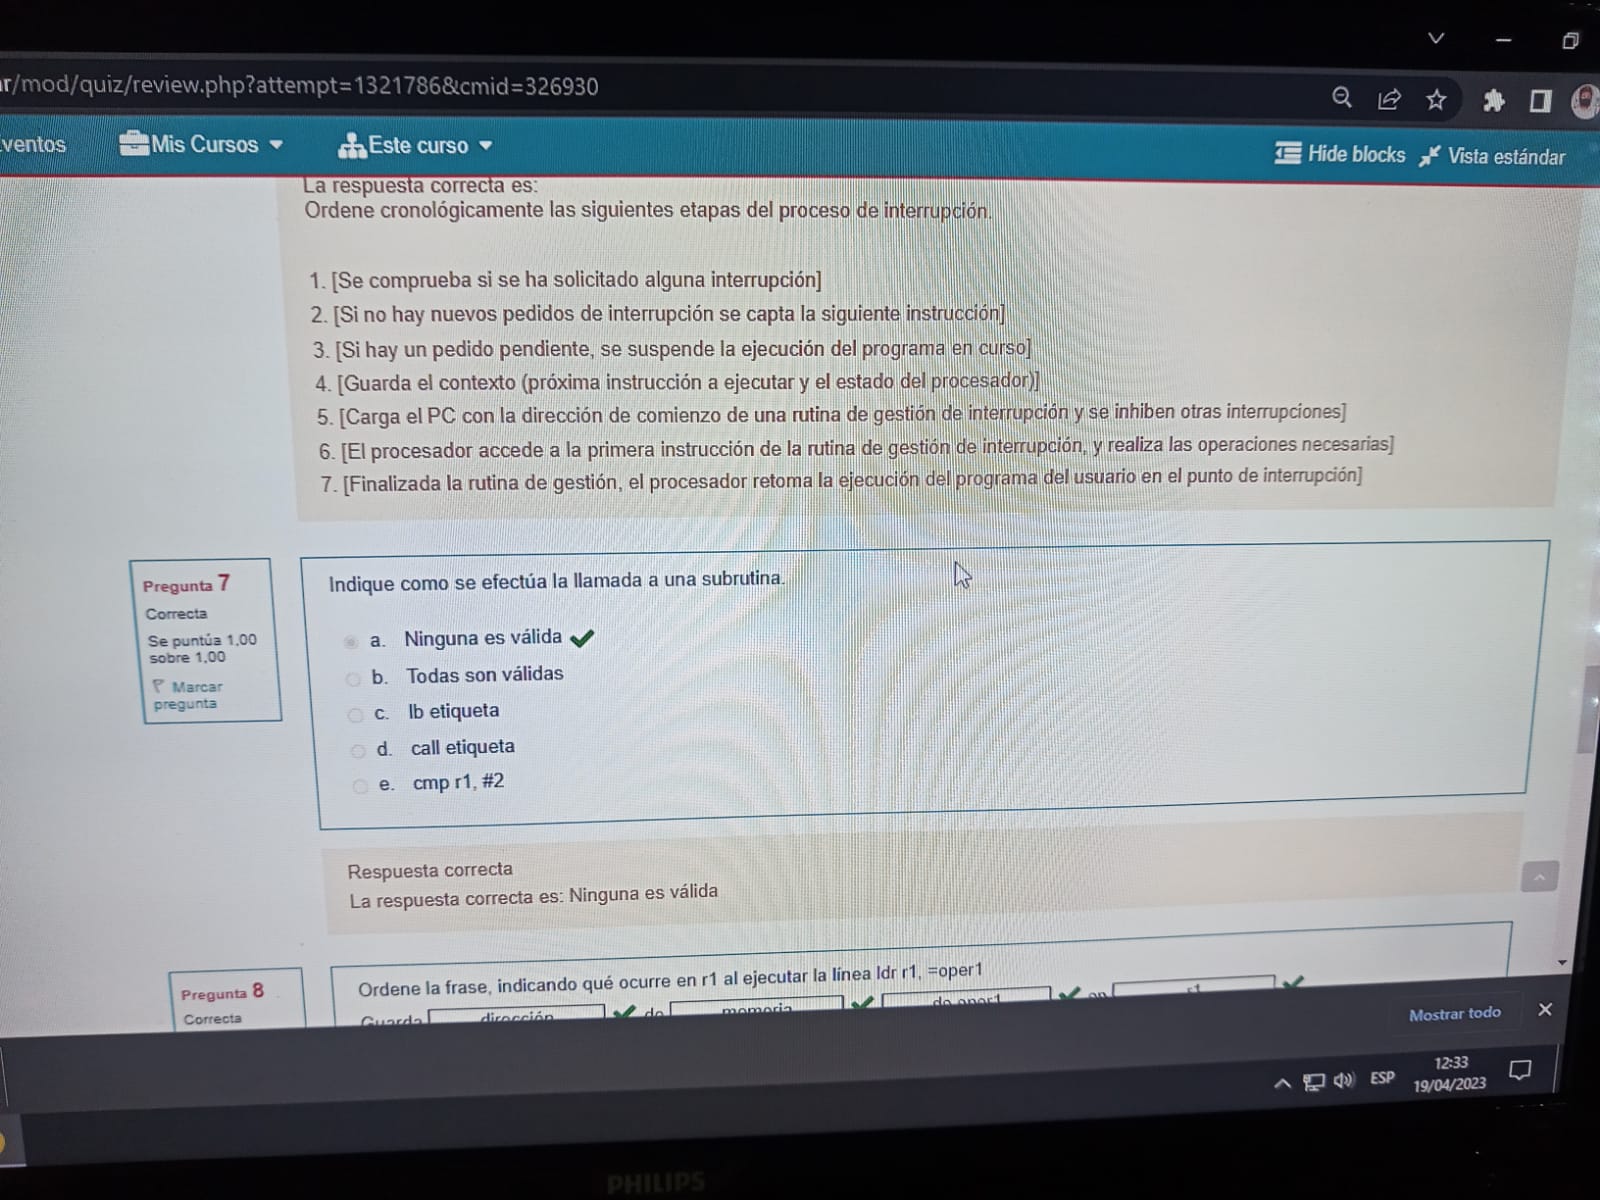 r/mod/quiz/review.php?attempt=1321786&cmid=326930
ventos Mis Cursos Este curso Hide blocks Vista estándar
La respuesta correcta es:
Ordene cronológicamente las siguientes etapas del proceso de interrupción.
1. [Se comprueba si se ha solicitado alguna interrupción]
2. [Si no hay nuevos pedidos de interrupción se capta la siguiente instrucción]
3. [Si hay un pedido pendiente, se suspende la ejecución del programa en curso]
4. [Guarda el contexto (próxima instrucción a ejecutar y el estado del procesador)]
5. [Carga el PC con la dirección de comienzo de una rutina de gestión de interrupción y se inhiben otras interrupciones]
6. [El procesador accede a la primera instrucción de la rutina de gestión de interrupción, y realiza las operaciones necesarias]
7. [Finalizada la rutina de gestión, el procesador retoma la ejecución del programa del usuario en el punto de interrupción]
Pregunta 7
Correcta
Se puntúa 1,00
sobre 1,00
Marcar
pregunta
Indique como se efectúa la llamada a una subrutina.
a. Ninguna es válida
b. Todas son válidas
c. lb etiqueta
d. call etiqueta
e. cmp r1, #2
Respuesta correcta
La respuesta correcta es: Ninguna es válida
Pregunta 8
Correcta
Ordene la frase, indicando qué ocurre en r1 al ejecutar la línea ldr r1, =oper1
Guarda dirección de memoria de oper1 en r1
Mostrar todo
ESP
12:33
19/04/2023
PHILIPS